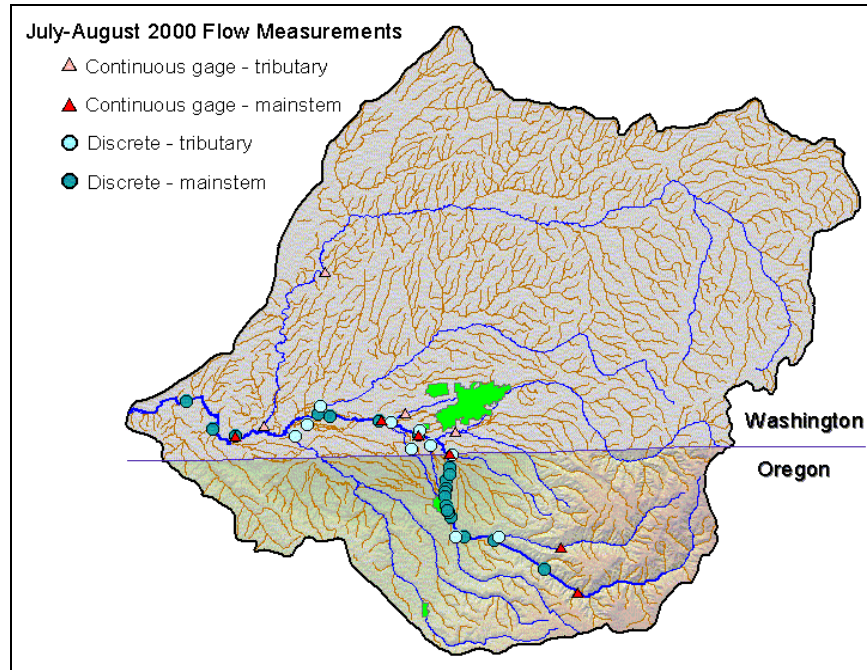 July-August 2000 Flow Measurements
Continuous gage - tributary
Continuous gage - mainstem
Discrete - tributary
Discrete - mainstem
Washington
Oregon